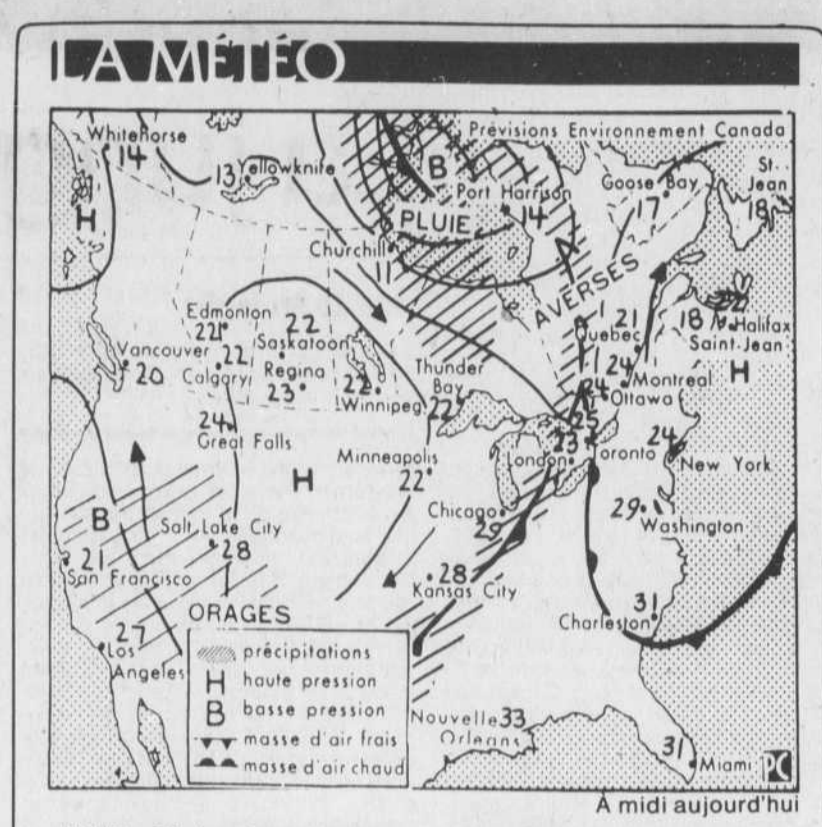 LA MÉTÉO
Prévisions Environnement Canada
Whitehorse
14
13 Yellowknife
B
Port Harrison
14
Goose Bay
17
St. Jean
18
H
PLUIE
Churchill
11
AVERSES
Edmonton
22
22
Saskatoon
Quebec
21
18
Halifax
Saint-Jean
Vancouver
20
22
Calgary
Regina
23
22
Winnipeg
Thunder Bay
22
24
Montreal
24
Ottawa
H
24
Great Falls
25
23
London
Toronto
24
New York
Minneapolis
22
H
B
Salt Lake City
28
Chicago
29
29
Washington
21
San Francisco
28
Kansas City
ORAGES
31
Charleston
27
Los Angeles
précipitations
H haute pression
B basse pression
masse d'air frais
masse d'air chaud
Nouvelle 33
Orleans
31
Miami
PC
À midi aujourd'hui